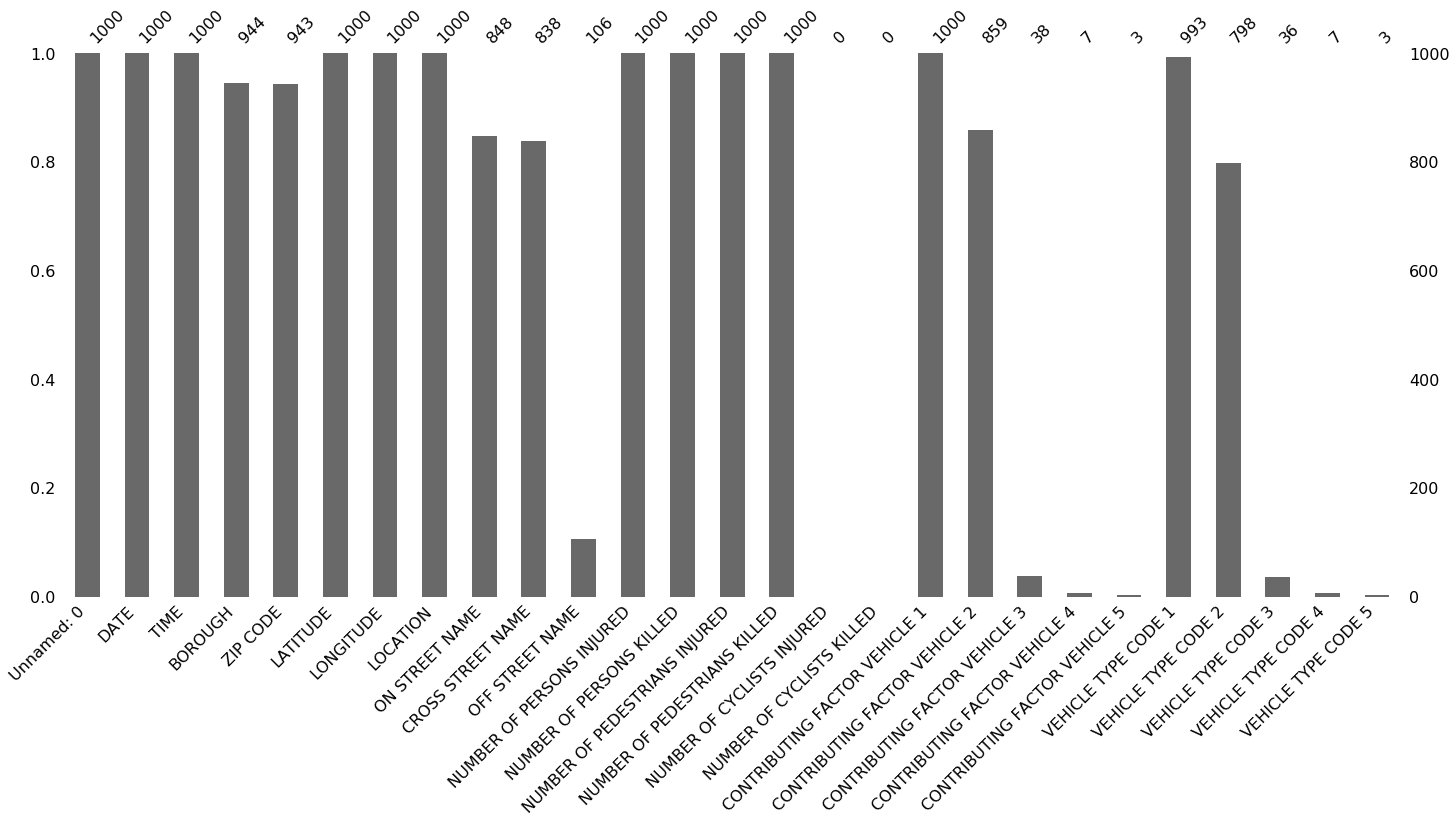 1000
1000
1000
944
943
1000
1000
1000
848
838
106
1000
1000
1000
1000
0
0
1000
859
38
7
3
993
798
36
7
3
1.0
0.8
0.6
0.4
0.2
0.0
1000
800
600
400
200
0
Unnamed: 0
DATE
TIME
BOROUGH
ZIP CODE
LATITUDE
LONGITUDE
LOCATION
ON STREET NAME
CROSS STREET NAME
OFF STREET NAME
NUMBER OF PERSONS INJURED
NUMBER OF PERSONS KILLED
NUMBER OF PEDESTRIANS INJURED
NUMBER OF PEDESTRIANS KILLED
NUMBER OF CYCLISTS INJURED
NUMBER OF CYCLISTS KILLED
CONTRIBUTING FACTOR VEHICLE 1
CONTRIBUTING FACTOR VEHICLE 2
CONTRIBUTING FACTOR VEHICLE 3
CONTRIBUTING FACTOR VEHICLE 4
CONTRIBUTING FACTOR VEHICLE 5
VEHICLE TYPE CODE 1
VEHICLE TYPE CODE 2
VEHICLE TYPE CODE 3
VEHICLE TYPE CODE 4
VEHICLE TYPE CODE 5